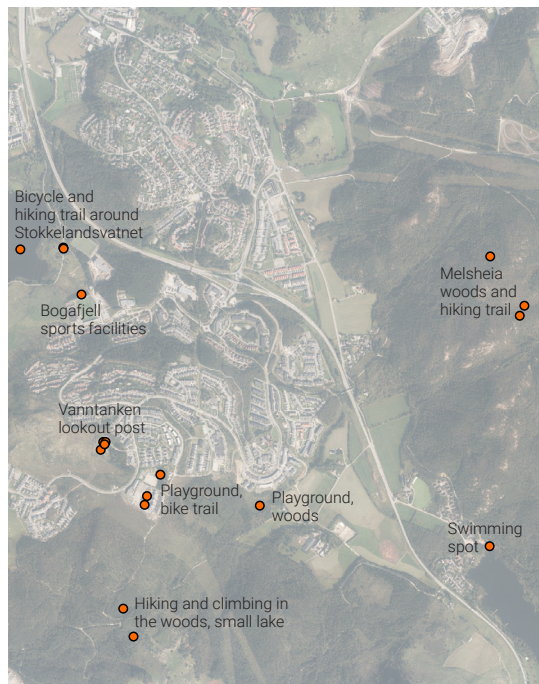 Bicycle and
hiking trail around
Stokkelandsvatnet
Melsheia
woods and
hiking trail
Bogafjell
sports facilities
Vanntanken
lookout post
Playground,
bike trail
Playground,
woods
Swimming
spot
Hiking and climbing in
the woods, small lake